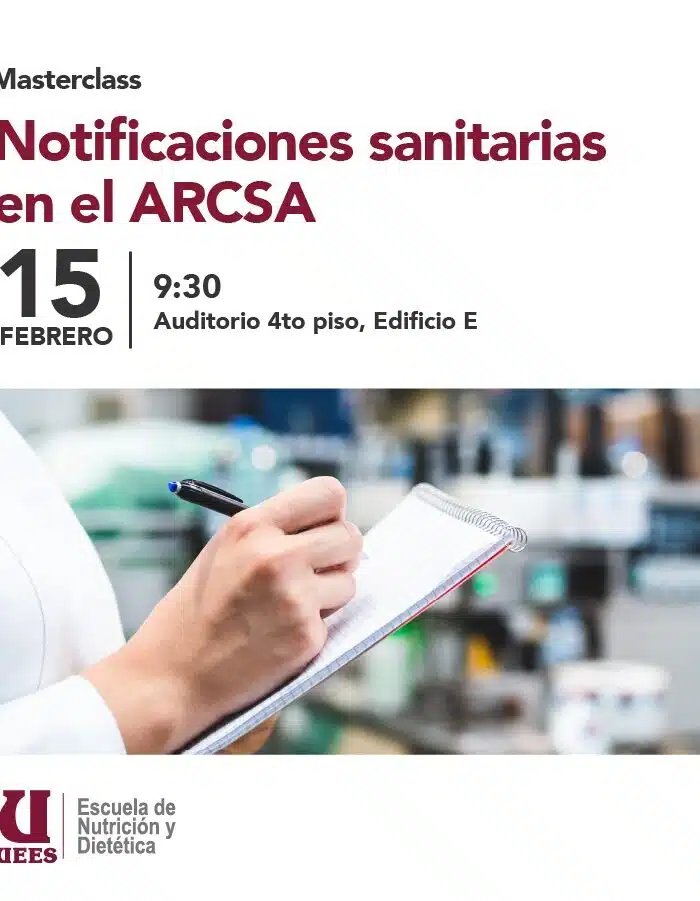 Masterclass
Notificaciones sanitarias
en el ARCSA
15
FEBRERO
9:30
Auditorio 4to piso, Edificio E
UEES
Escuela de
Nutrición y
Dietética